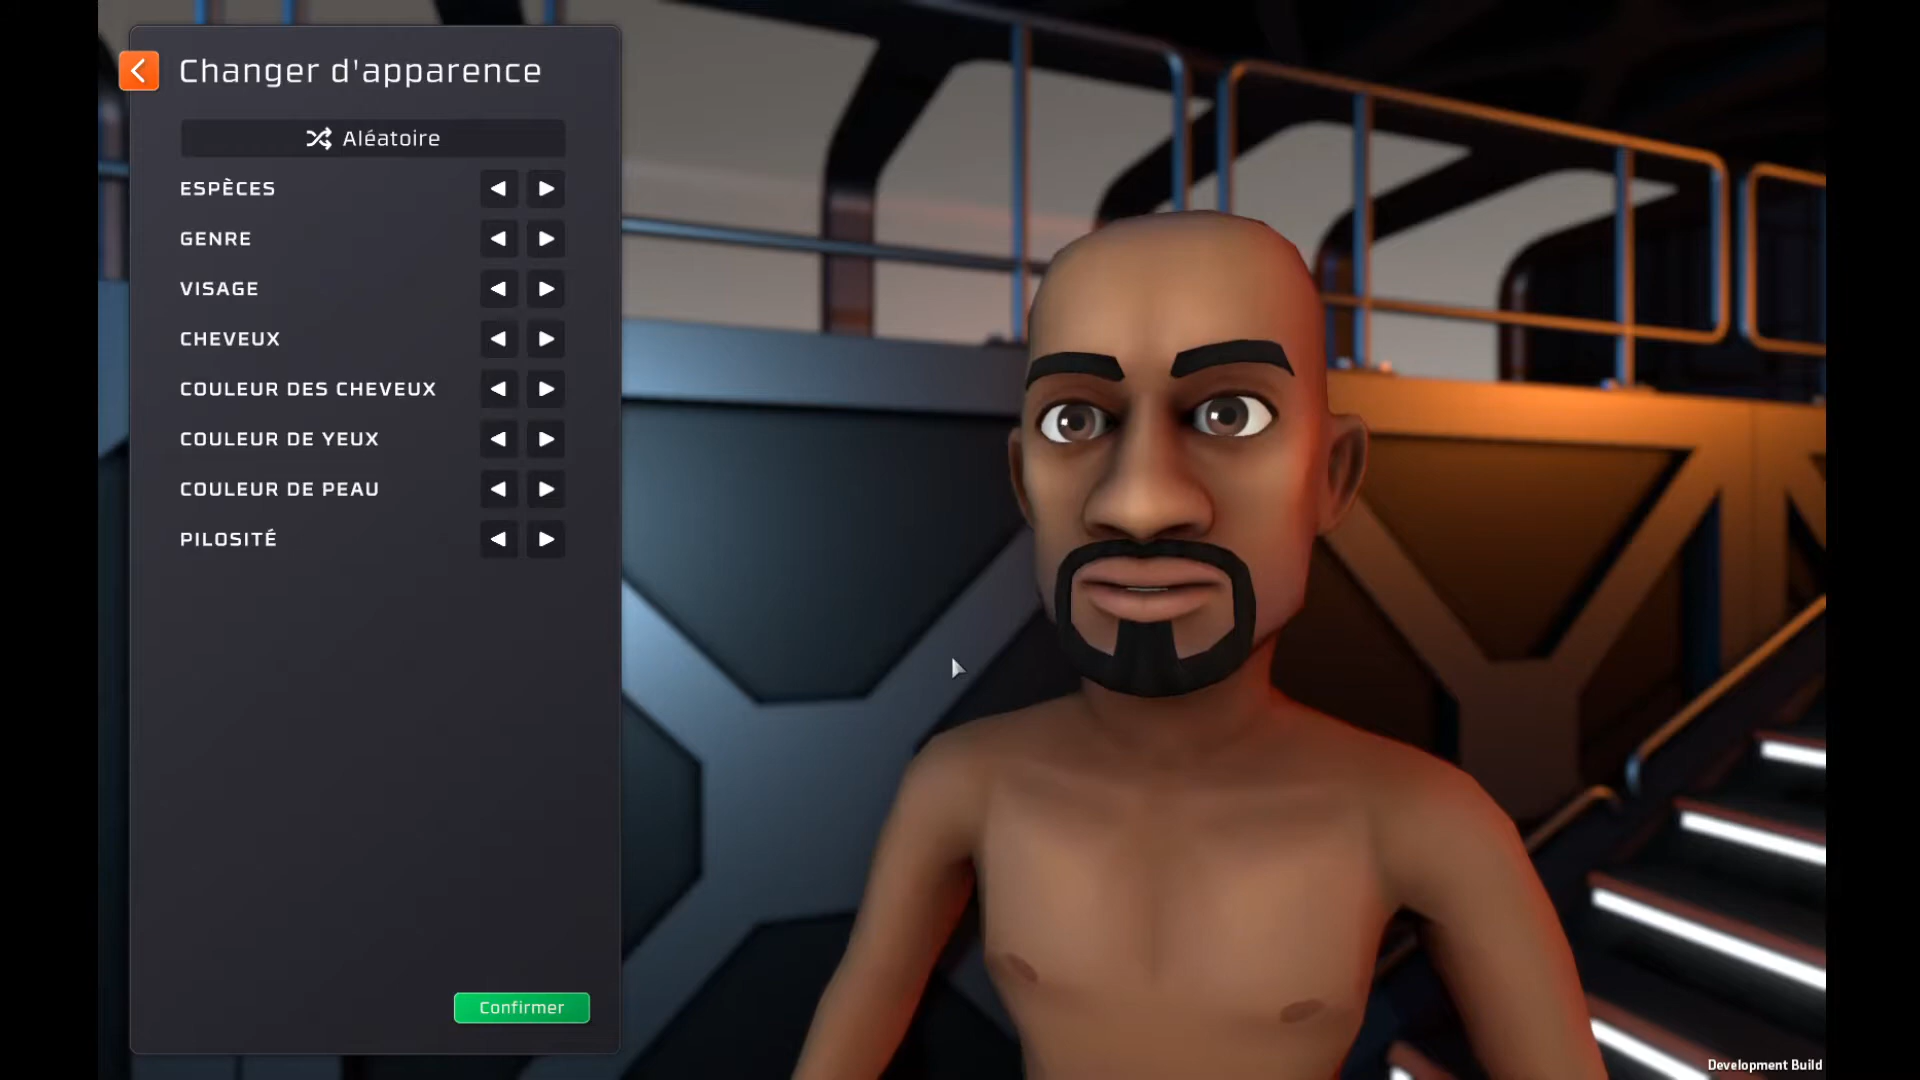 Changer d'apparence
Aléatoire
ESPÈCES
GENRE
VISAGE
CHEVEUX
COULEUR DES CHEVEUX
COULEUR DE YEUX
COULEUR DE PEAU
PILOSITÉ
Confirmer
Development Build